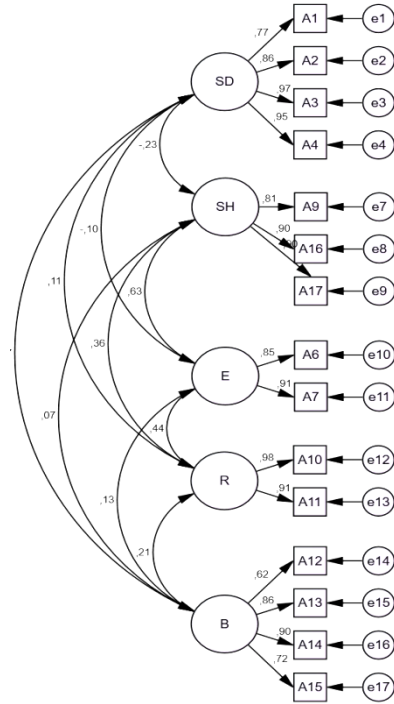 A1
e1
,77
A2
e2
,86
SD
,97
A3
e3
,95
A4
e4
-,23
SH
,81
A9
e7
,90
A16
e8
A17
e9
-,10
,11
,36
,63
,85
A6
e10
E
,91
A7
e11
,07
,44
,98
A10
e12
R
,91
A11
e13
,13
,21
,62
A12
e14
,86
A13
e15
B
,90
A14
e16
,72
A15
e17